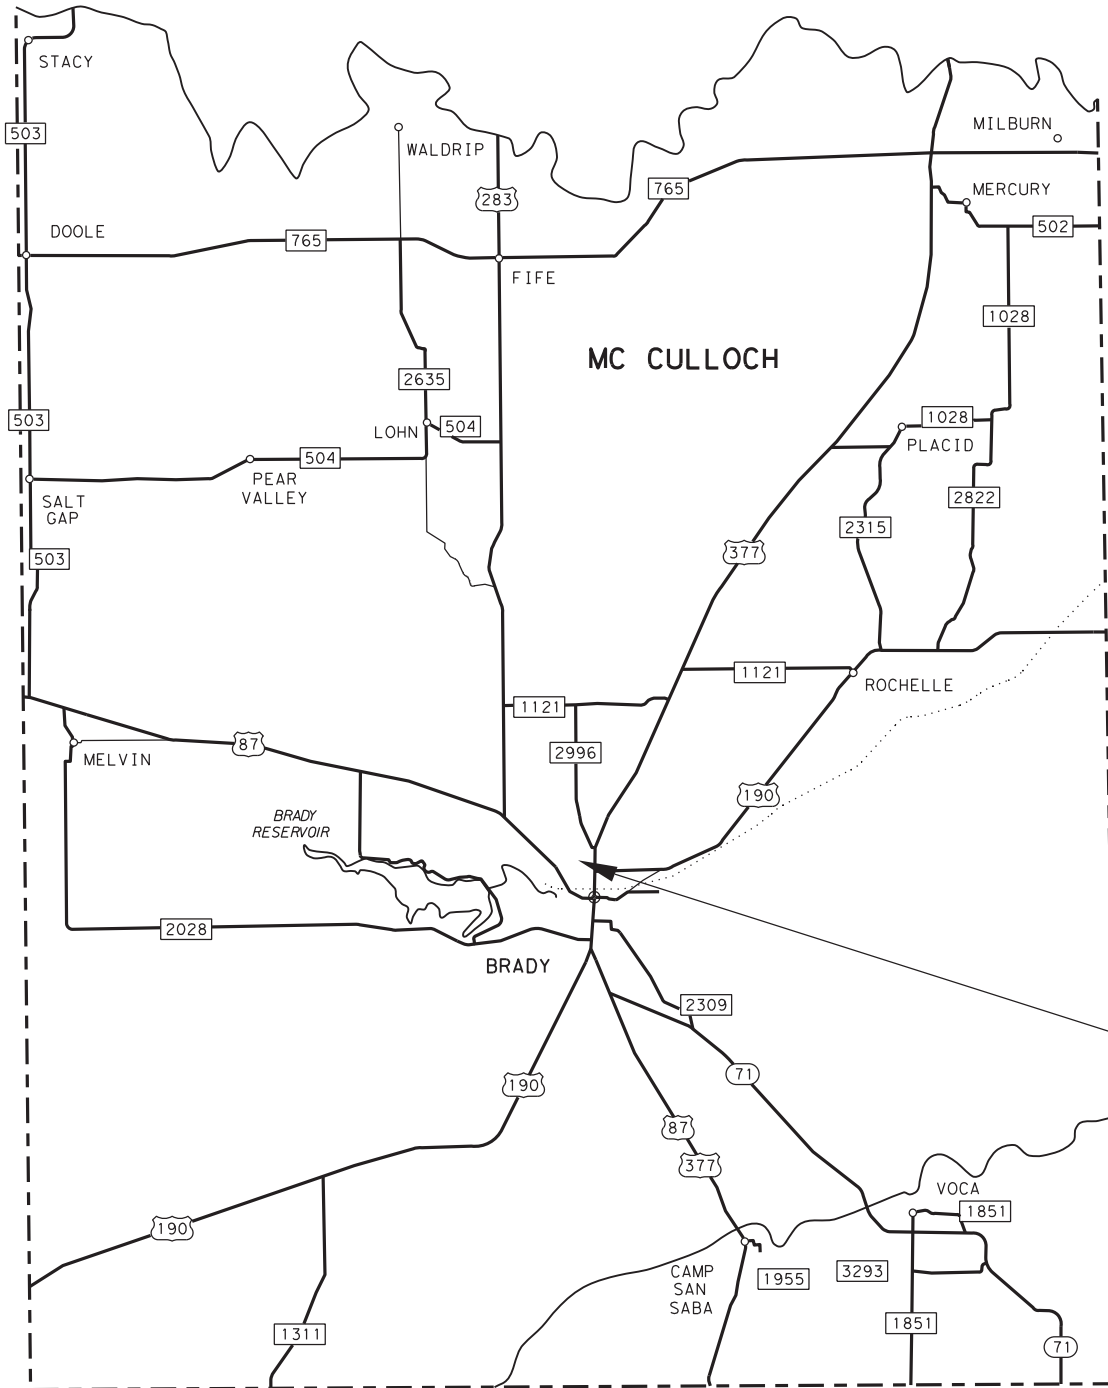 STACY
503
MILBURN
WALDRIP
765
MERCURY
283
502
DOOLE
765
FIFE
1028
MC CULLOCH
2635
503
1028
504
LOHN
PLACID
504
PEAR
VALLEY
2822
SALT
GAP
2315
377
503
1121
ROCHELLE
1121
87
2996
MELVIN
190
BRADY
RESERVOIR
2028
BRADY
2309
71
190
87
377
VOCA
1851
190
CAMP
SAN
SABA
1955
3293
1851
1311
71